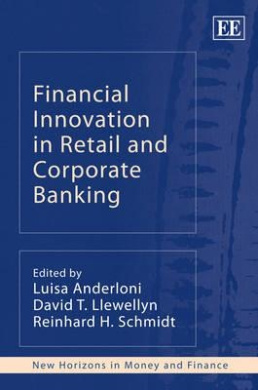 EE
Financial
Innovation
in Retail and
Corporate
Banking
Edited by
Luisa Anderloni
David T. Llewellyn
Reinhard H. Schmidt
New Horizons in Money and Finance